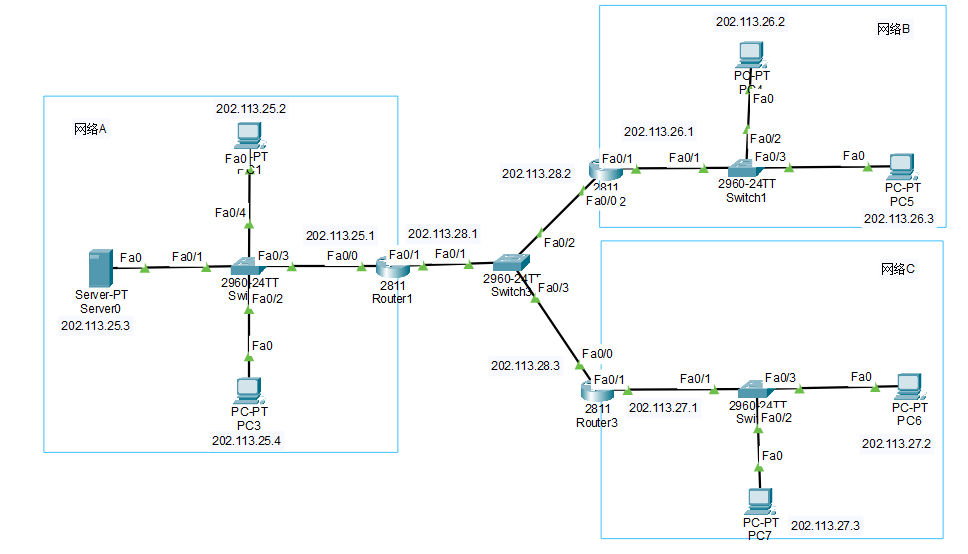 202.113.26.2
网络B
PC-PT
Fa0
Fa0/2
202.113.26.1
Fa0/1
Fa0/1
Fa0/3
Fa0
2811
2960-24TT
Switch1
PC-PT
PC5
202.113.26.3
202.113.28.2
Fa0/0
网络A
202.113.25.2
Fa0
Fa0/4
202.113.25.1
Fa0
Fa0/1
Fa0/3
Fa0/0
Server-PT
Server0
202.113.25.3
2960-24TT
Fa0/2
Fa0
PC-PT
PC3
202.113.25.4
202.113.28.1
Fa0/1
Fa0/1
2811
Router1
Fa0/2
2960-24TT
Switch3
Fa0/3
202.113.28.3
Fa0/0
网络C
Fa0/1
Fa0/1
Fa0/3
Fa0
2811
Router3
202.113.27.1
2960-24TT
Fa0/2
PC-PT
PC6
202.113.27.2
Fa0
PC-PT
PC7
202.113.27.3